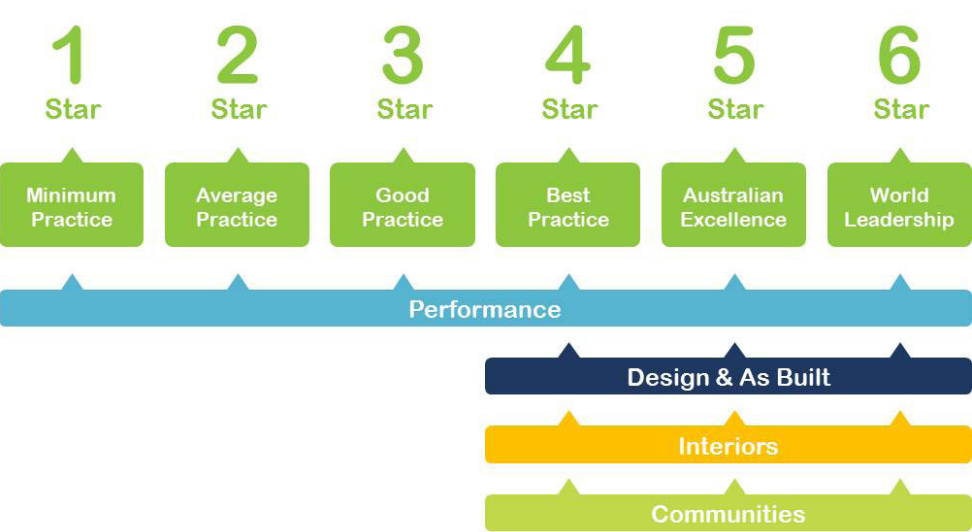 1 2 3 4 5 6
Star Star Star Star Star Star
Minimum Average Good Best Australian World
Practice Practice Practice Practice Excellence Leadership
Performance
Design & As Built
Interiors
Communities